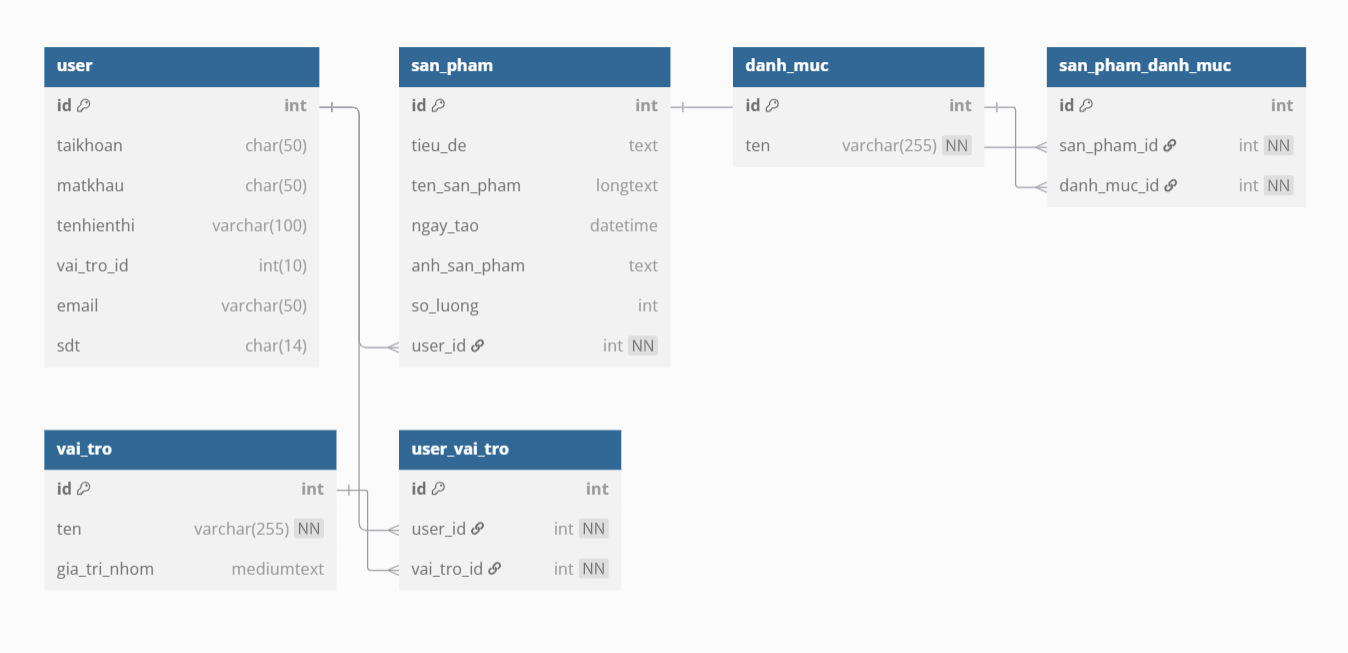 user
id int
taikhoan char(50)
matkhau char(50)
tenhienthi varchar(100)
vai_tro_id int(10)
email varchar(50)
sdt char(14)
san_pham
id int
tieu_de text
ten_san_pham longtext
ngay_tao datetime
anh_san_pham text
so_luong int
user_id int NN
danh_muc
id int
ten varchar(255) NN
san_pham_danh_muc
id int
san_pham_id int NN
danh_muc_id int NN
vai_tro
id int
ten varchar(255) NN
gia_tri_nhom mediumtext
user_vai_tro
id int
user_id int NN
vai_tro_id int NN